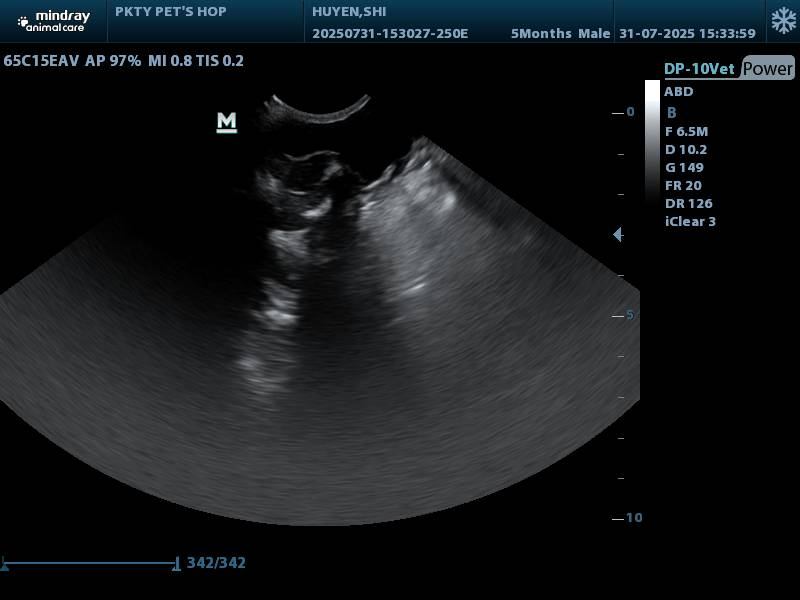 mindray
animal care
PKTY PET'S HOP
HUYEN,SHI
20250731-153027-250E
5Months Male
31-07-2025 15:33:59
65C15EAV AP 97% MI 0.8 TIS 0.2
DP-10Vet
Power
M
ABD
B
F 6.5M
D 10.2
G 149
FR 20
DR 126
iClear 3
0
5
10
342/342